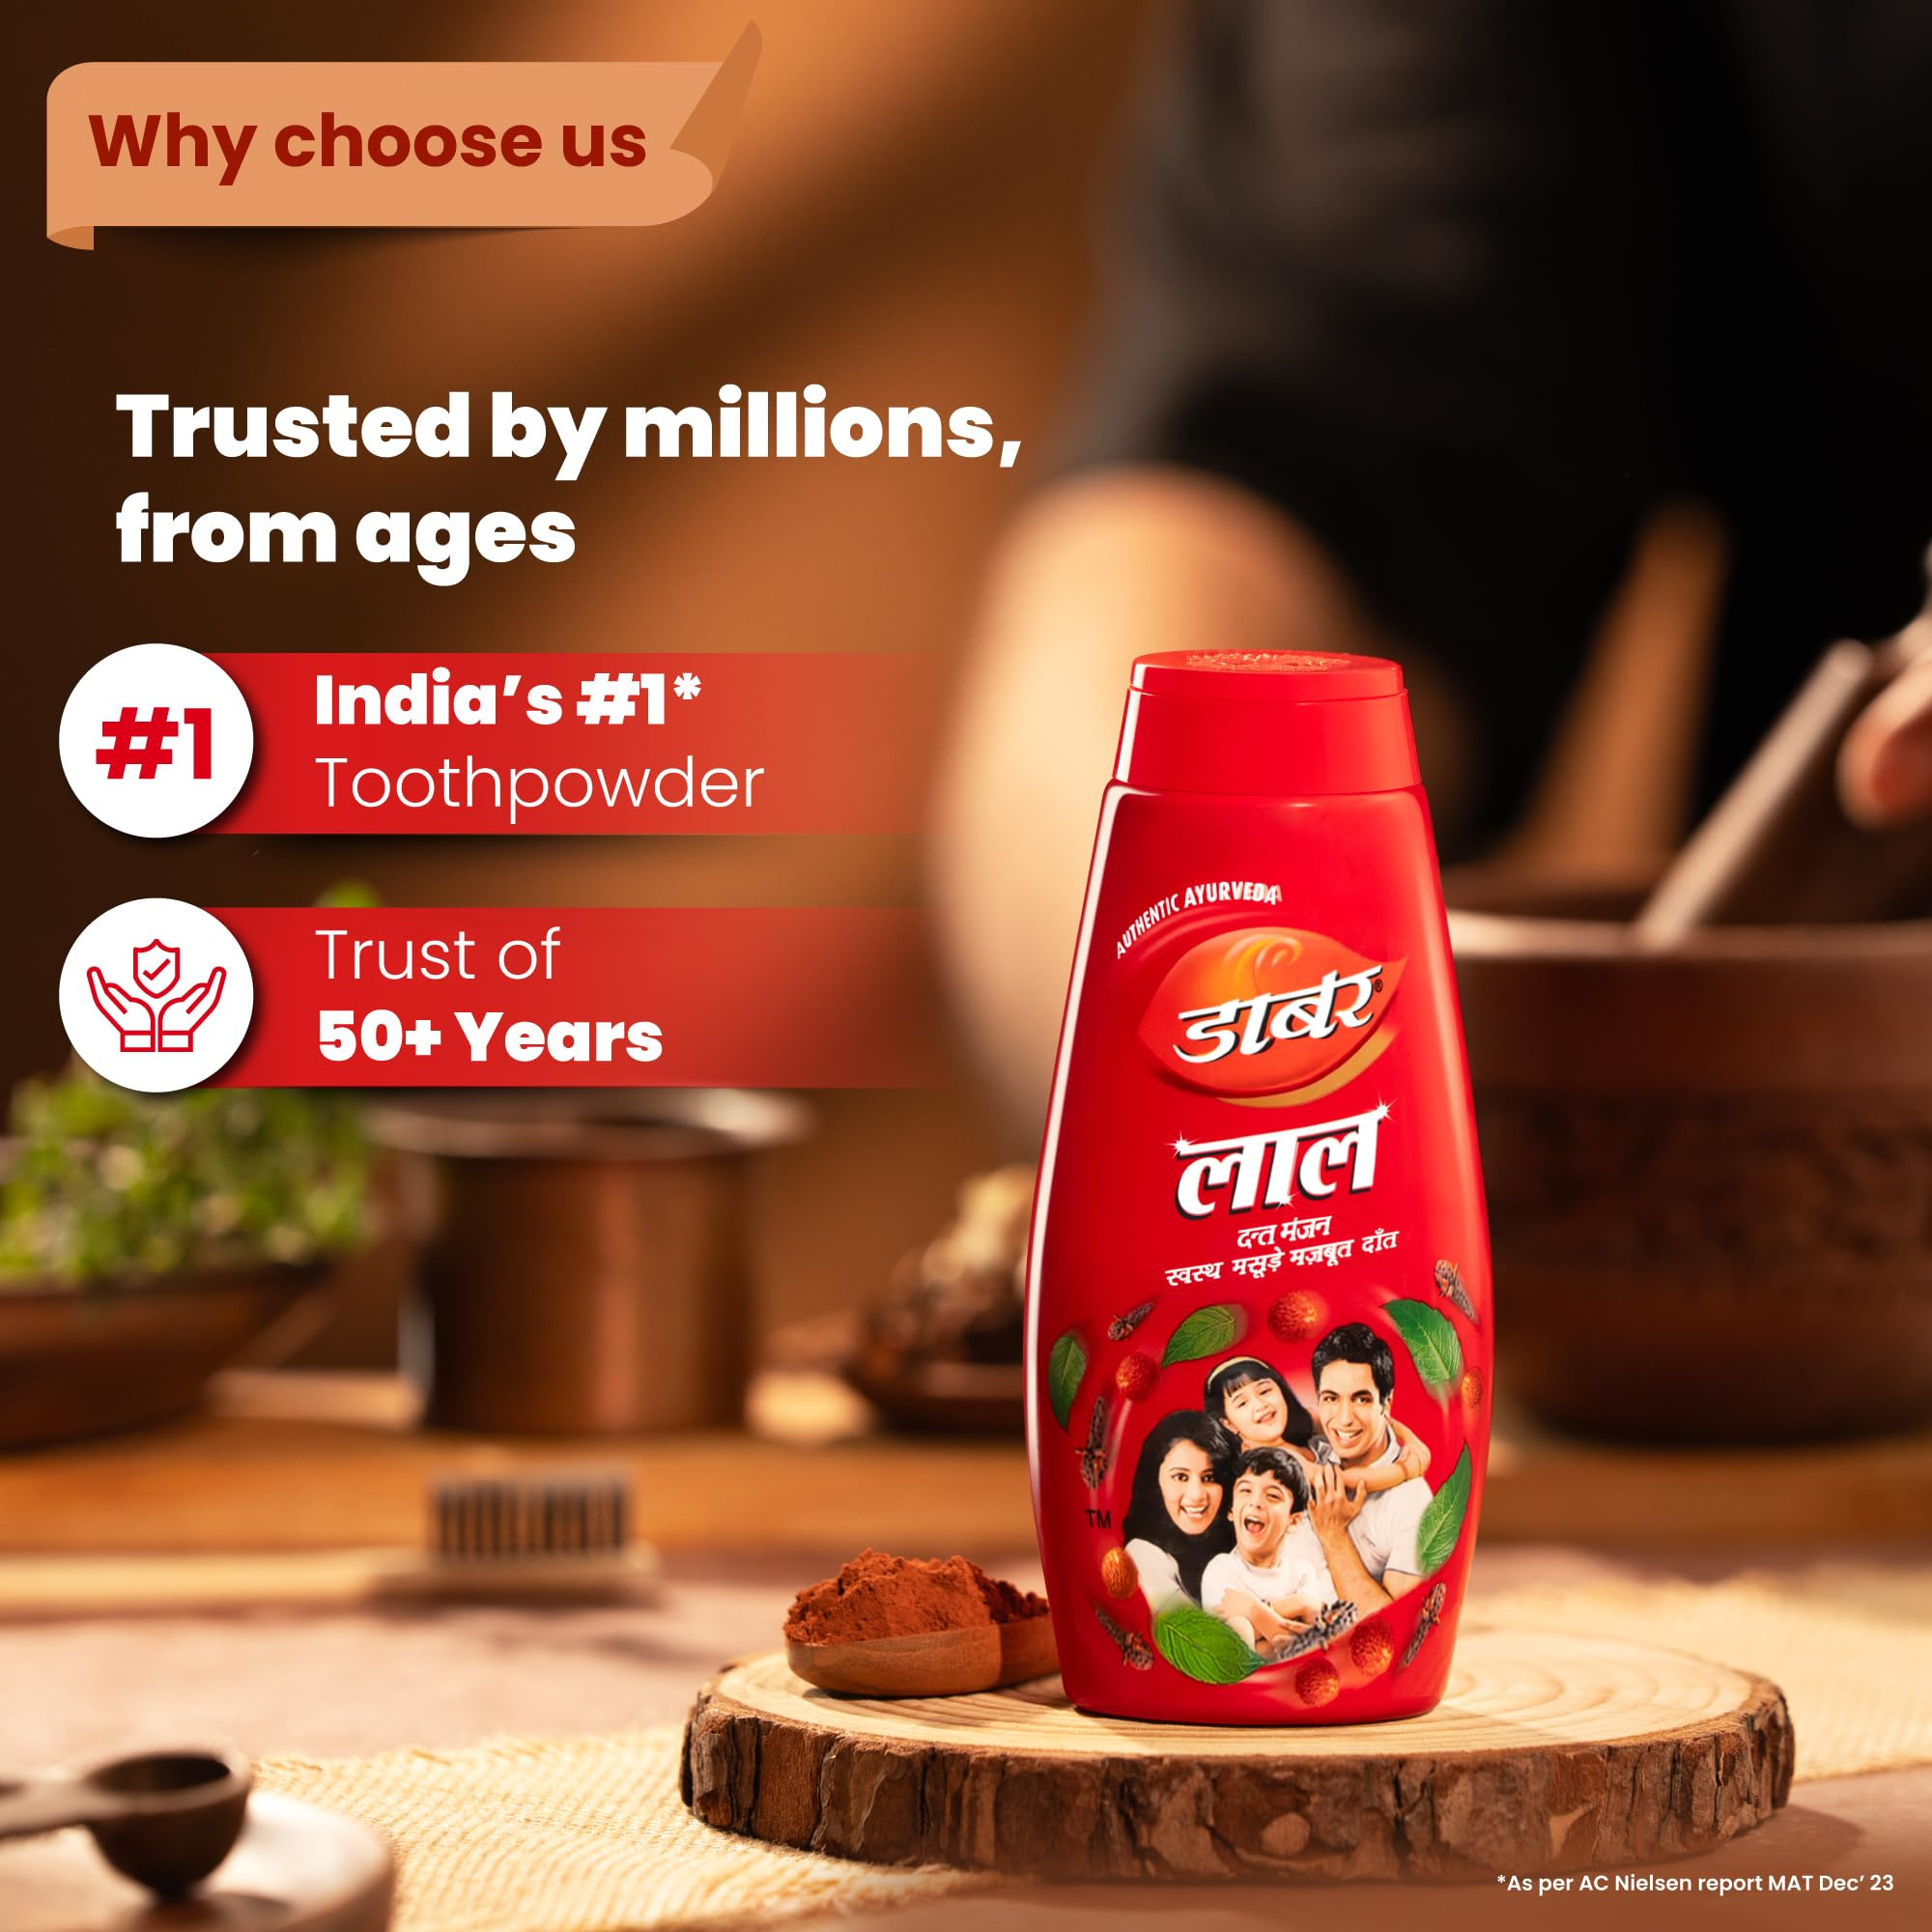 Why choose us
Trusted by millions,
from ages
#1
India's #1*
Toothpowder
Trust of
50+ Years
AUTHENTIC AYURVEDA
डाबर®
लाल
दन्त मंजन
स्वस्थ मसूड़े मज़बूत दाँत
TM
*As per AC Nielsen report MAT Dec' 23